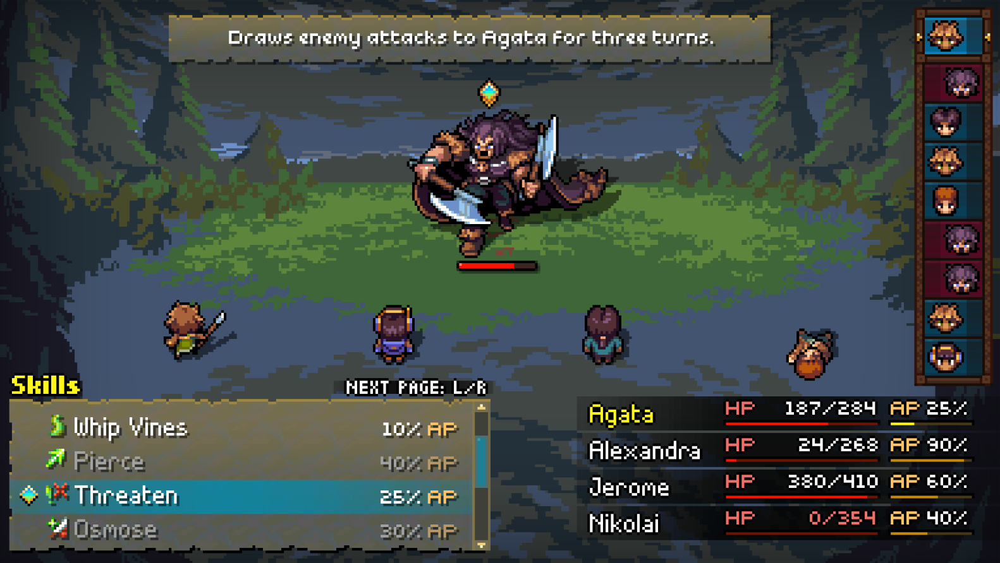 Draws enemy attacks to Agata for three turns.
Skills
NEXT PAGE: L/R
Whip Vines 10% AP
Pierce 40% AP
Threaten 25% AP
Osmose 30% AP
Agata HP 187/284 AP 25%
Alexandra HP 24/268 AP 90%
Jerome HP 380/410 AP 60%
Nikolai HP 0/354 AP 40%